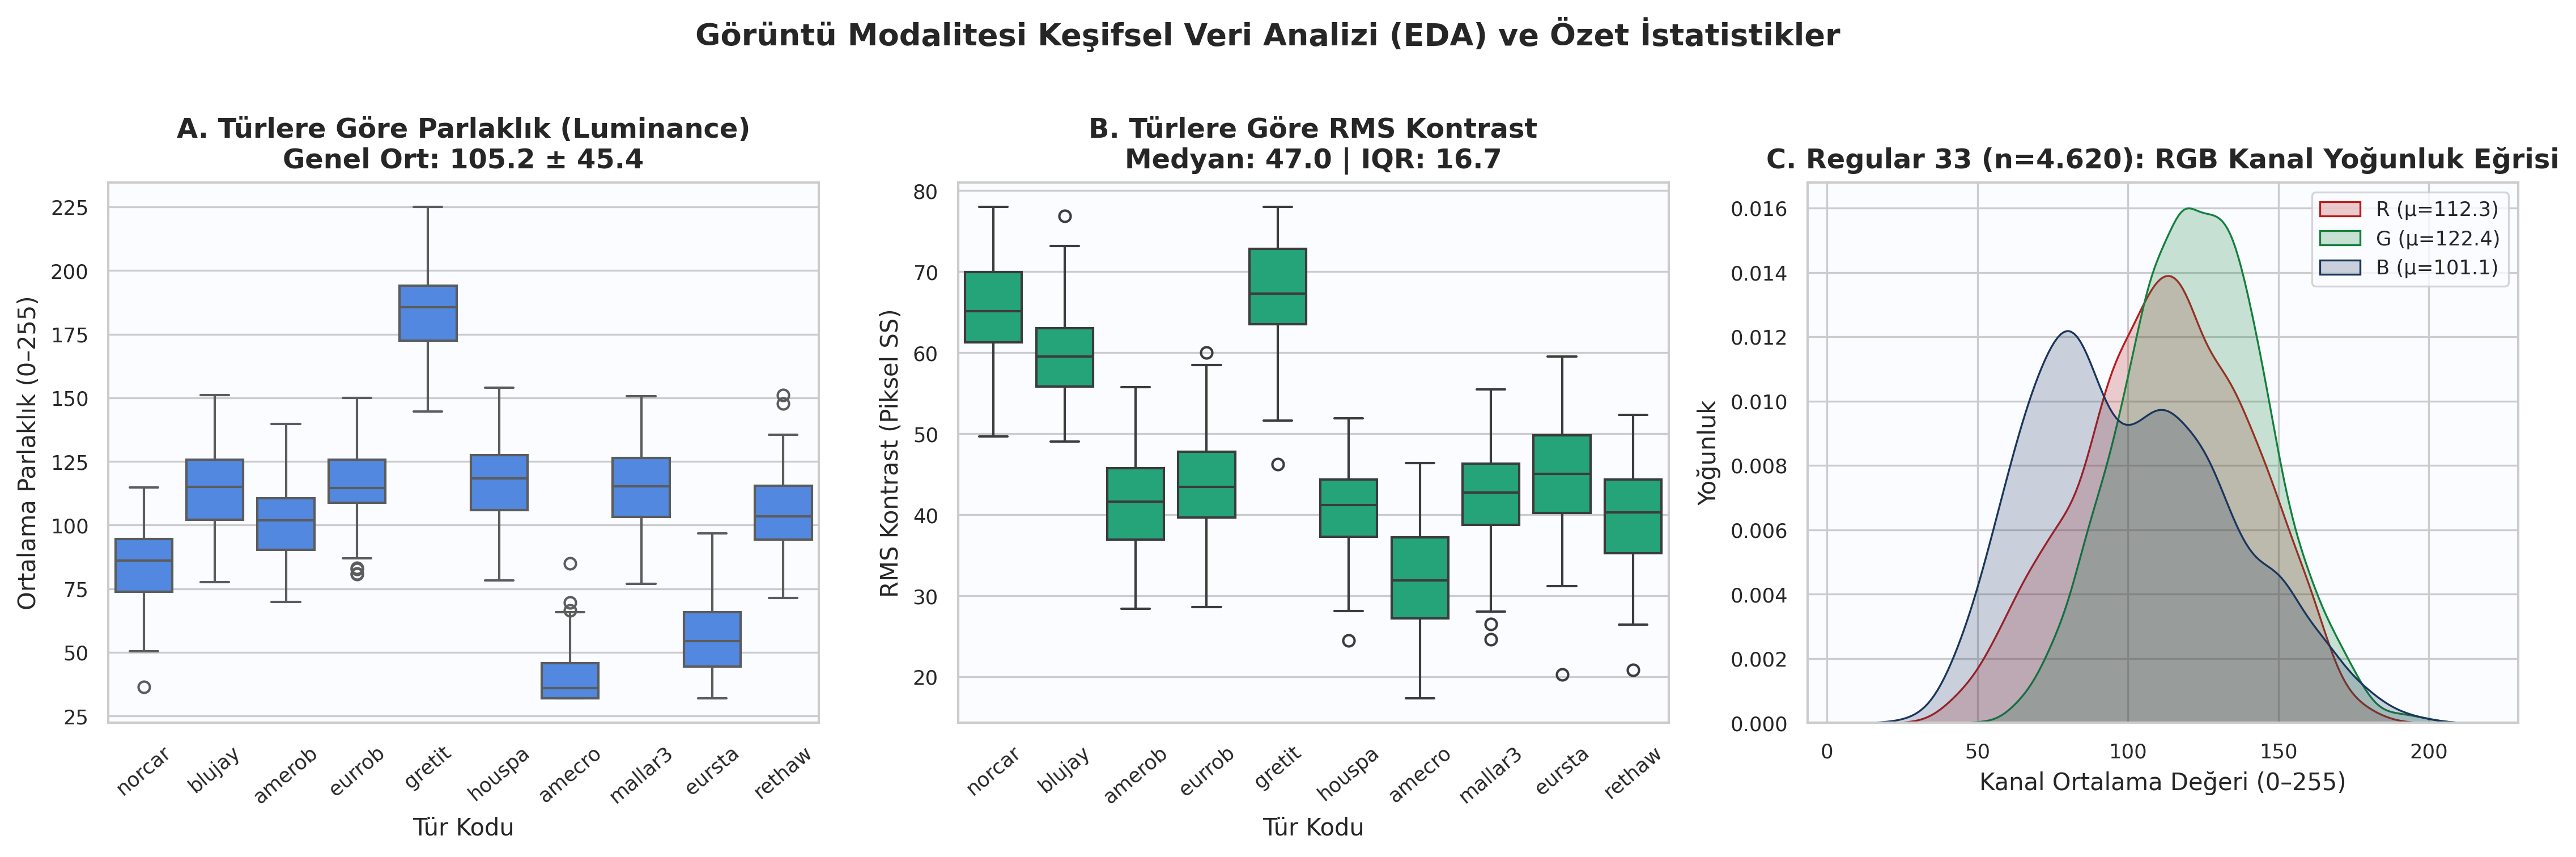 Görüntü Modalitesi Keşifsel Veri Analizi (EDA) ve Özet İstatistikler
A. Türlere Göre Parlaklık (Luminance)
Genel Ort: 105.2 ± 45.4
Ortalama Parlaklık (0–255)
225
200
175
150
125
100
75
50
25
norcar
blujay
amerob
eurrob
gretit
houspa
amecro
mallar3
eursta
rethaw
Tür Kodu
B. Türlere Göre RMS Kontrast
Medyan: 47.0 | IQR: 16.7
RMS Kontrast (Piksel SS)
80
70
60
50
40
30
20
norcar
blujay
amerob
eurrob
gretit
houspa
amecro
mallar3
eursta
rethaw
Tür Kodu
C. Regular 33 (n=4.620): RGB Kanal Yoğunluk Eğrisi
R (μ=112.3)
G (μ=122.4)
B (μ=101.1)
Yoğunluk
0.016
0.014
0.012
0.010
0.008
0.006
0.004
0.002
0.000
0
50
100
150
200
Kanal Ortalama Değeri (0–255)